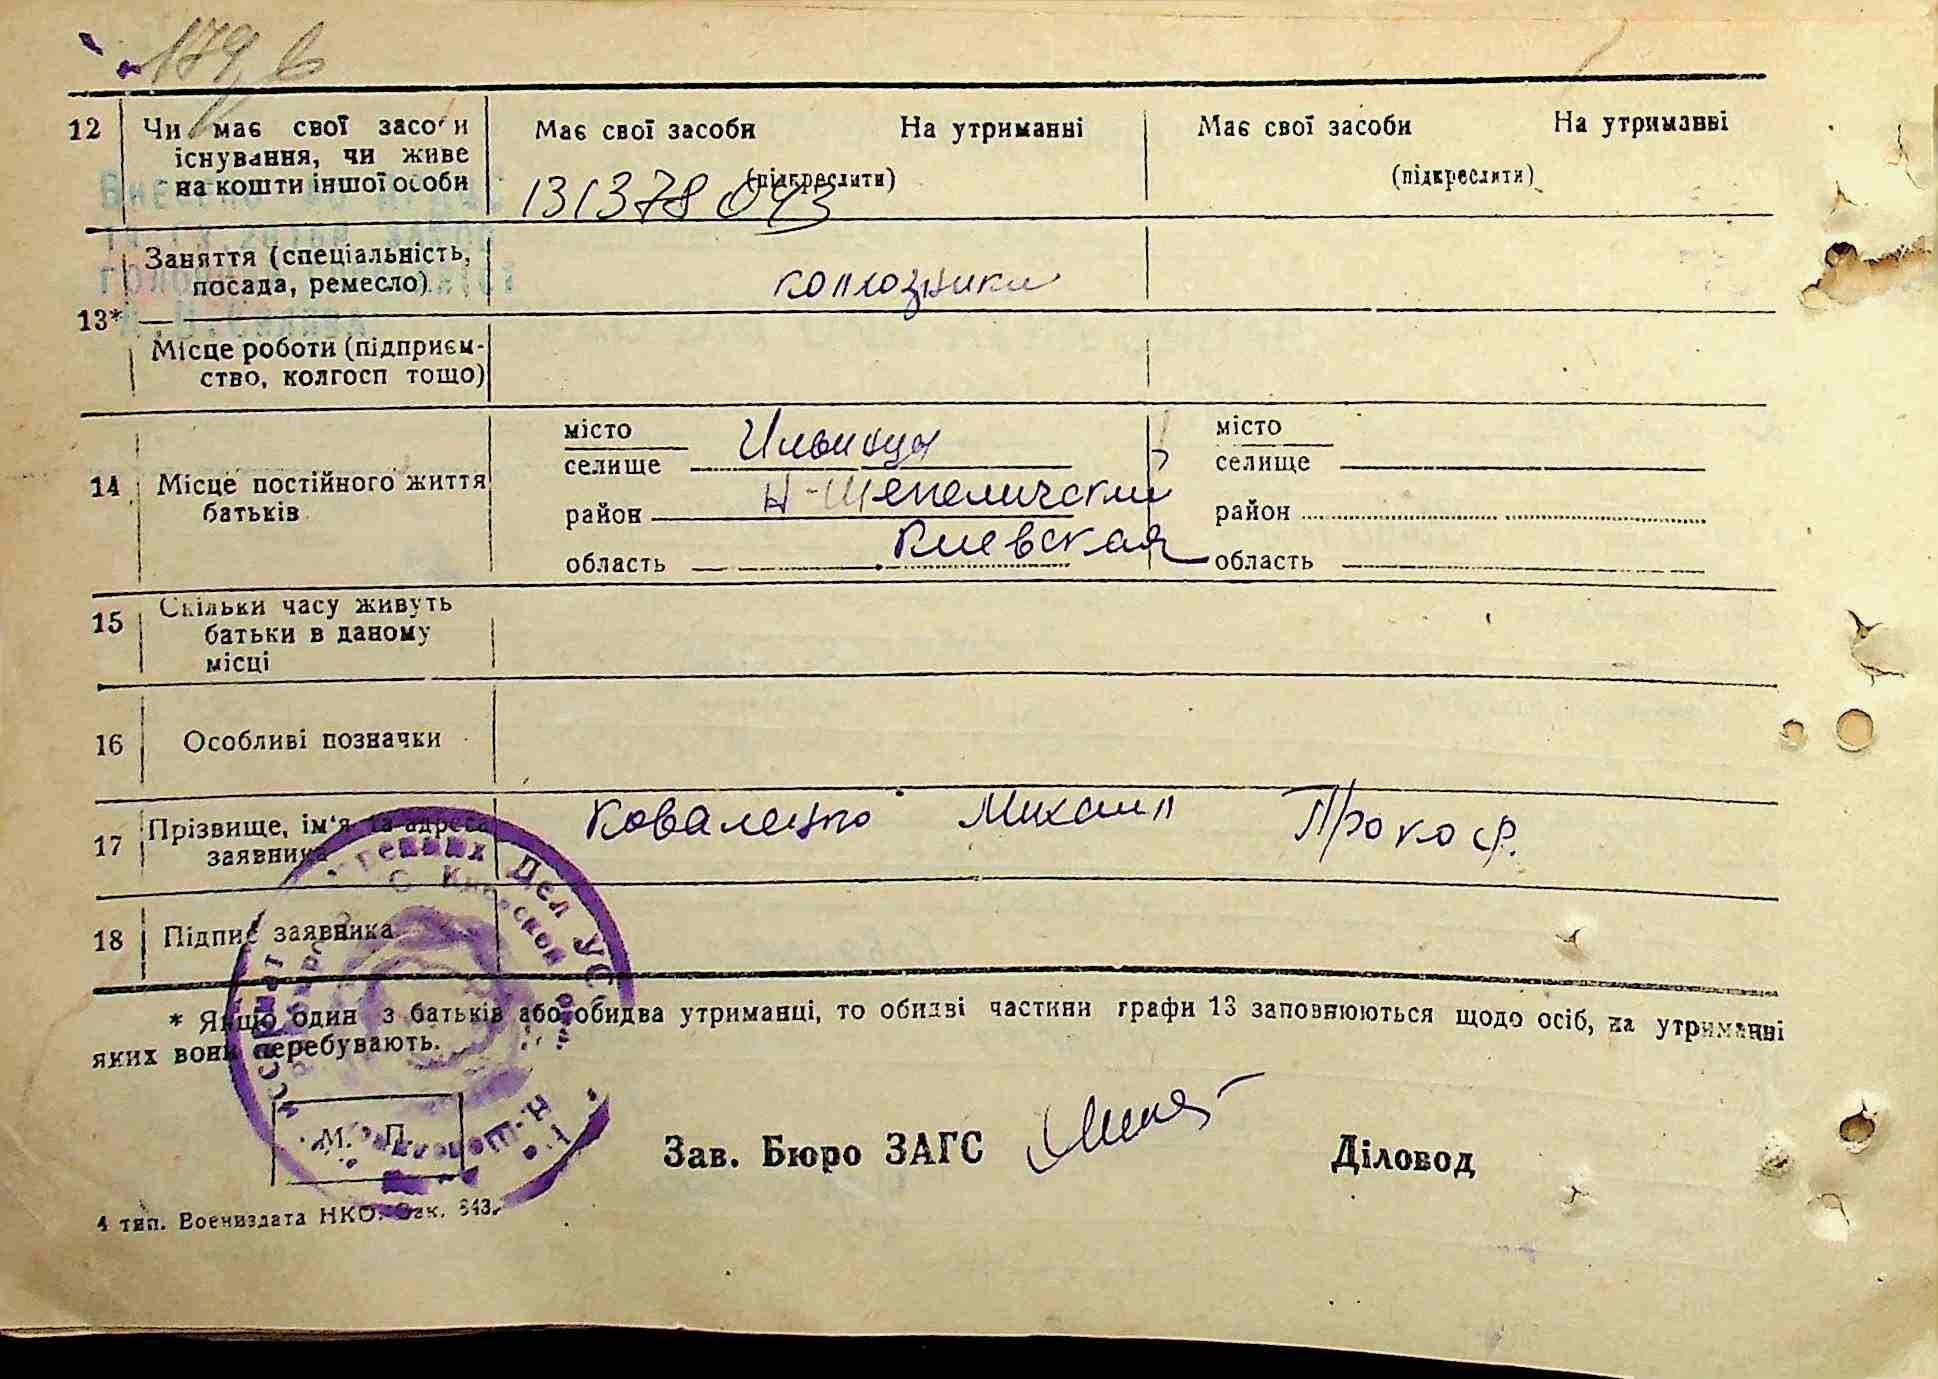 179 в
12
Чи має свої засоби
існування, чи живе
на кошти іншої особи
Має свої засоби На утриманні
(підкреслити)
131378 043
Має свої засоби На утриманні
(підкреслити)
13*
Заняття (спеціальність,
посада, ремесло)
колхозники
Місце роботи (підприєм-
ство, колгосп тощо)
14
Місце постійного життя
батьків
місто
селище
Ильинцы
район Н-Шепеличский
область Киевская
місто
селище
район
область
15
Скільки часу живуть
батьки в даному
місці
16
Особливі позначки
17
Прізвище, ім'я та адреса
заявника
Коваленко Михаил Прокоф.
18
Підпис заявника
* Якщо один з батьків або обидва утриманці, то обидві частини графи 13 заповнюються щодо осіб, на утриманні
яких вони перебувають.
М. П.
Зав. Бюро ЗАГС
Діловод
4 тип. Воениздата НКО. Зак. 643.